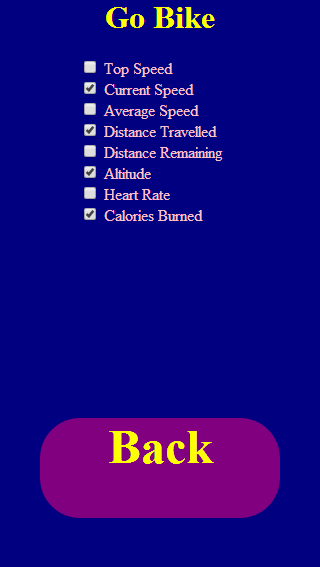 Go Bike
Top Speed
Current Speed
Average Speed
Distance Travelled
Distance Remaining
Altitude
Heart Rate
Calories Burned
Back